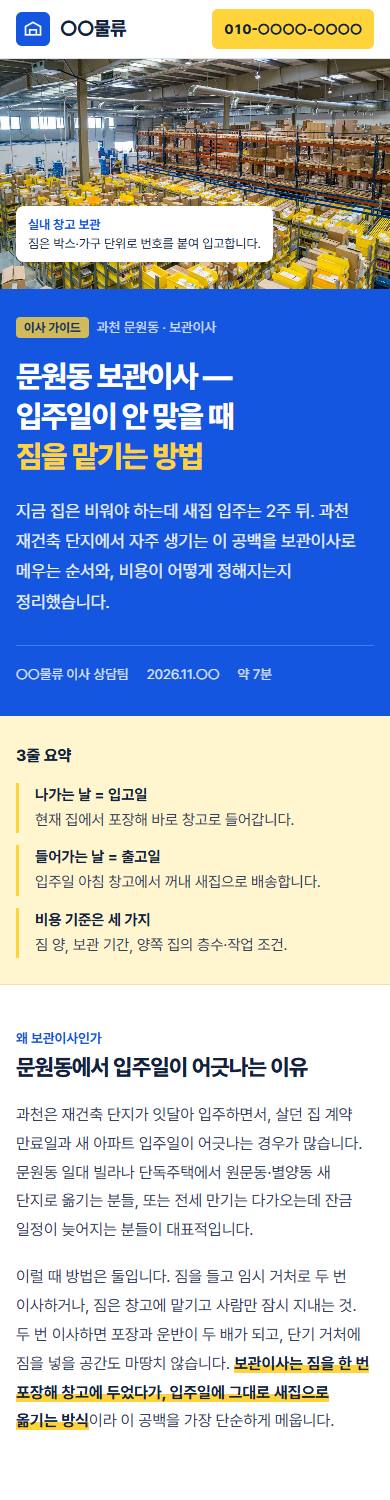 〇〇물류
010-〇〇〇〇-〇〇〇〇
실내 창고 보관
짐은 박스·가구 단위로 번호를 붙여 입고합니다.
이사 가이드 과천 문원동 · 보관이사
문원동 보관이사 —
입주일이 안 맞을 때
짐을 맡기는 방법
지금 집은 비워야 하는데 새집 입주는 2주 뒤. 과천
재건축 단지에서 자주 생기는 이 공백을 보관이사로
메우는 순서와, 비용이 어떻게 정해지는지
정리했습니다.
〇〇물류 이사 상담팀 2026.11.〇〇 약 7분
3줄 요약
나가는 날 = 입고일
현재 집에서 포장해 바로 창고로 들어갑니다.
들어가는 날 = 출고일
입주일 아침 창고에서 꺼내 새집으로 배송합니다.
비용 기준은 세 가지
짐 양, 보관 기간, 양쪽 집의 층수·작업 조건.
왜 보관이사인가
문원동에서 입주일이 어긋나는 이유
과천은 재건축 단지가 잇달아 입주하면서, 살던 집 계약
만료일과 새 아파트 입주일이 어긋나는 경우가 많습니다.
문원동 일대 빌라나 단독주택에서 원문동·별양동 새
단지로 옮기는 분들, 또는 전세 만기는 다가오는데 잔금
일정이 늦어지는 분들이 대표적입니다.
이럴 때 방법은 둘입니다. 짐을 들고 임시 거처로 두 번
이사하거나, 짐은 창고에 맡기고 사람만 잠시 지내는 것.
두 번 이사하면 포장과 운반이 두 배가 되고, 단기 거처에
짐을 넣을 공간도 마땅치 않습니다. 보관이사는 짐을 한 번
포장해 창고에 두었다가, 입주일에 그대로 새집으로
옮기는 방식이라 이 공백을 가장 단순하게 메웁니다.